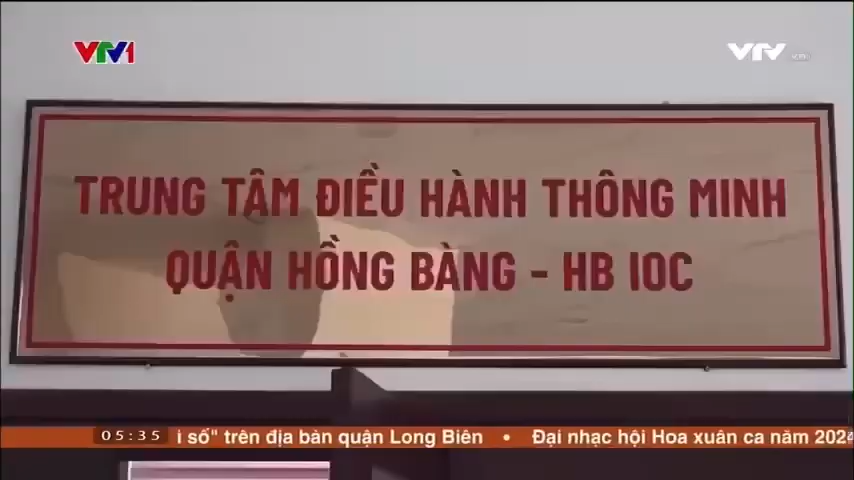 VTV1
VTV
TRUNG TÂM ĐIỀU HÀNH THÔNG MINH
QUẬN HỒNG BÀNG - HB IOC
05:35 i số" trên địa bàn quận Long Biên • Đại nhạc hội Hoa xuân ca năm 202